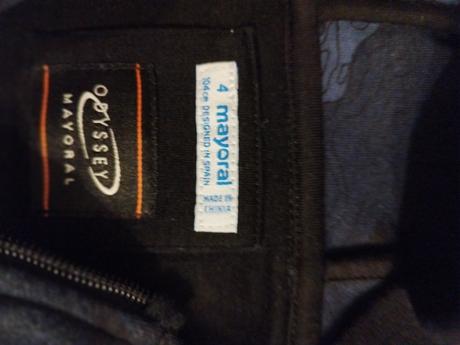 ODYSSEY
MAYORAL
4 mayoral
104cm DESIGNED IN SPAIN
MADE IN
CHINA